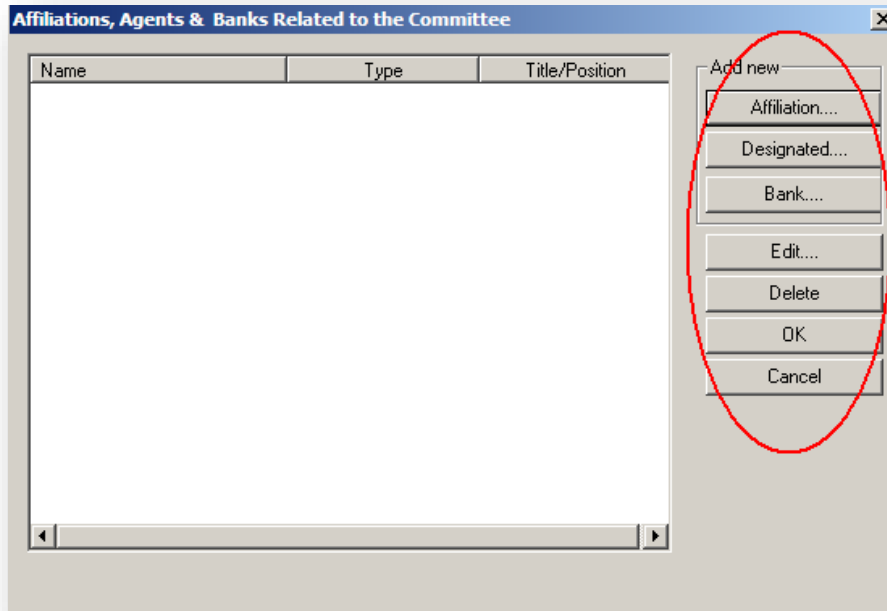 Affiliations, Agents & Banks Related to the Committee
Name Type Title/Position
Add new
Affiliation....
Designated....
Bank....
Edit....
Delete
OK
Cancel